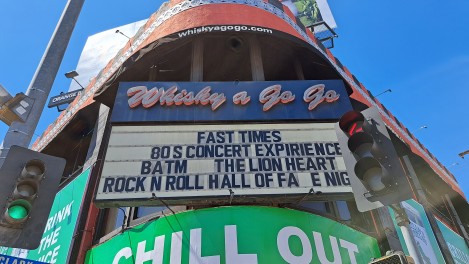 whiskyagogo.com
Whisky a Go Go
FAST TIMES
80S CONCERT EXPIRIENCE
BATM THE LION HEART
ROCK N ROLL HALL OF FA E NIG
CHILL OUT